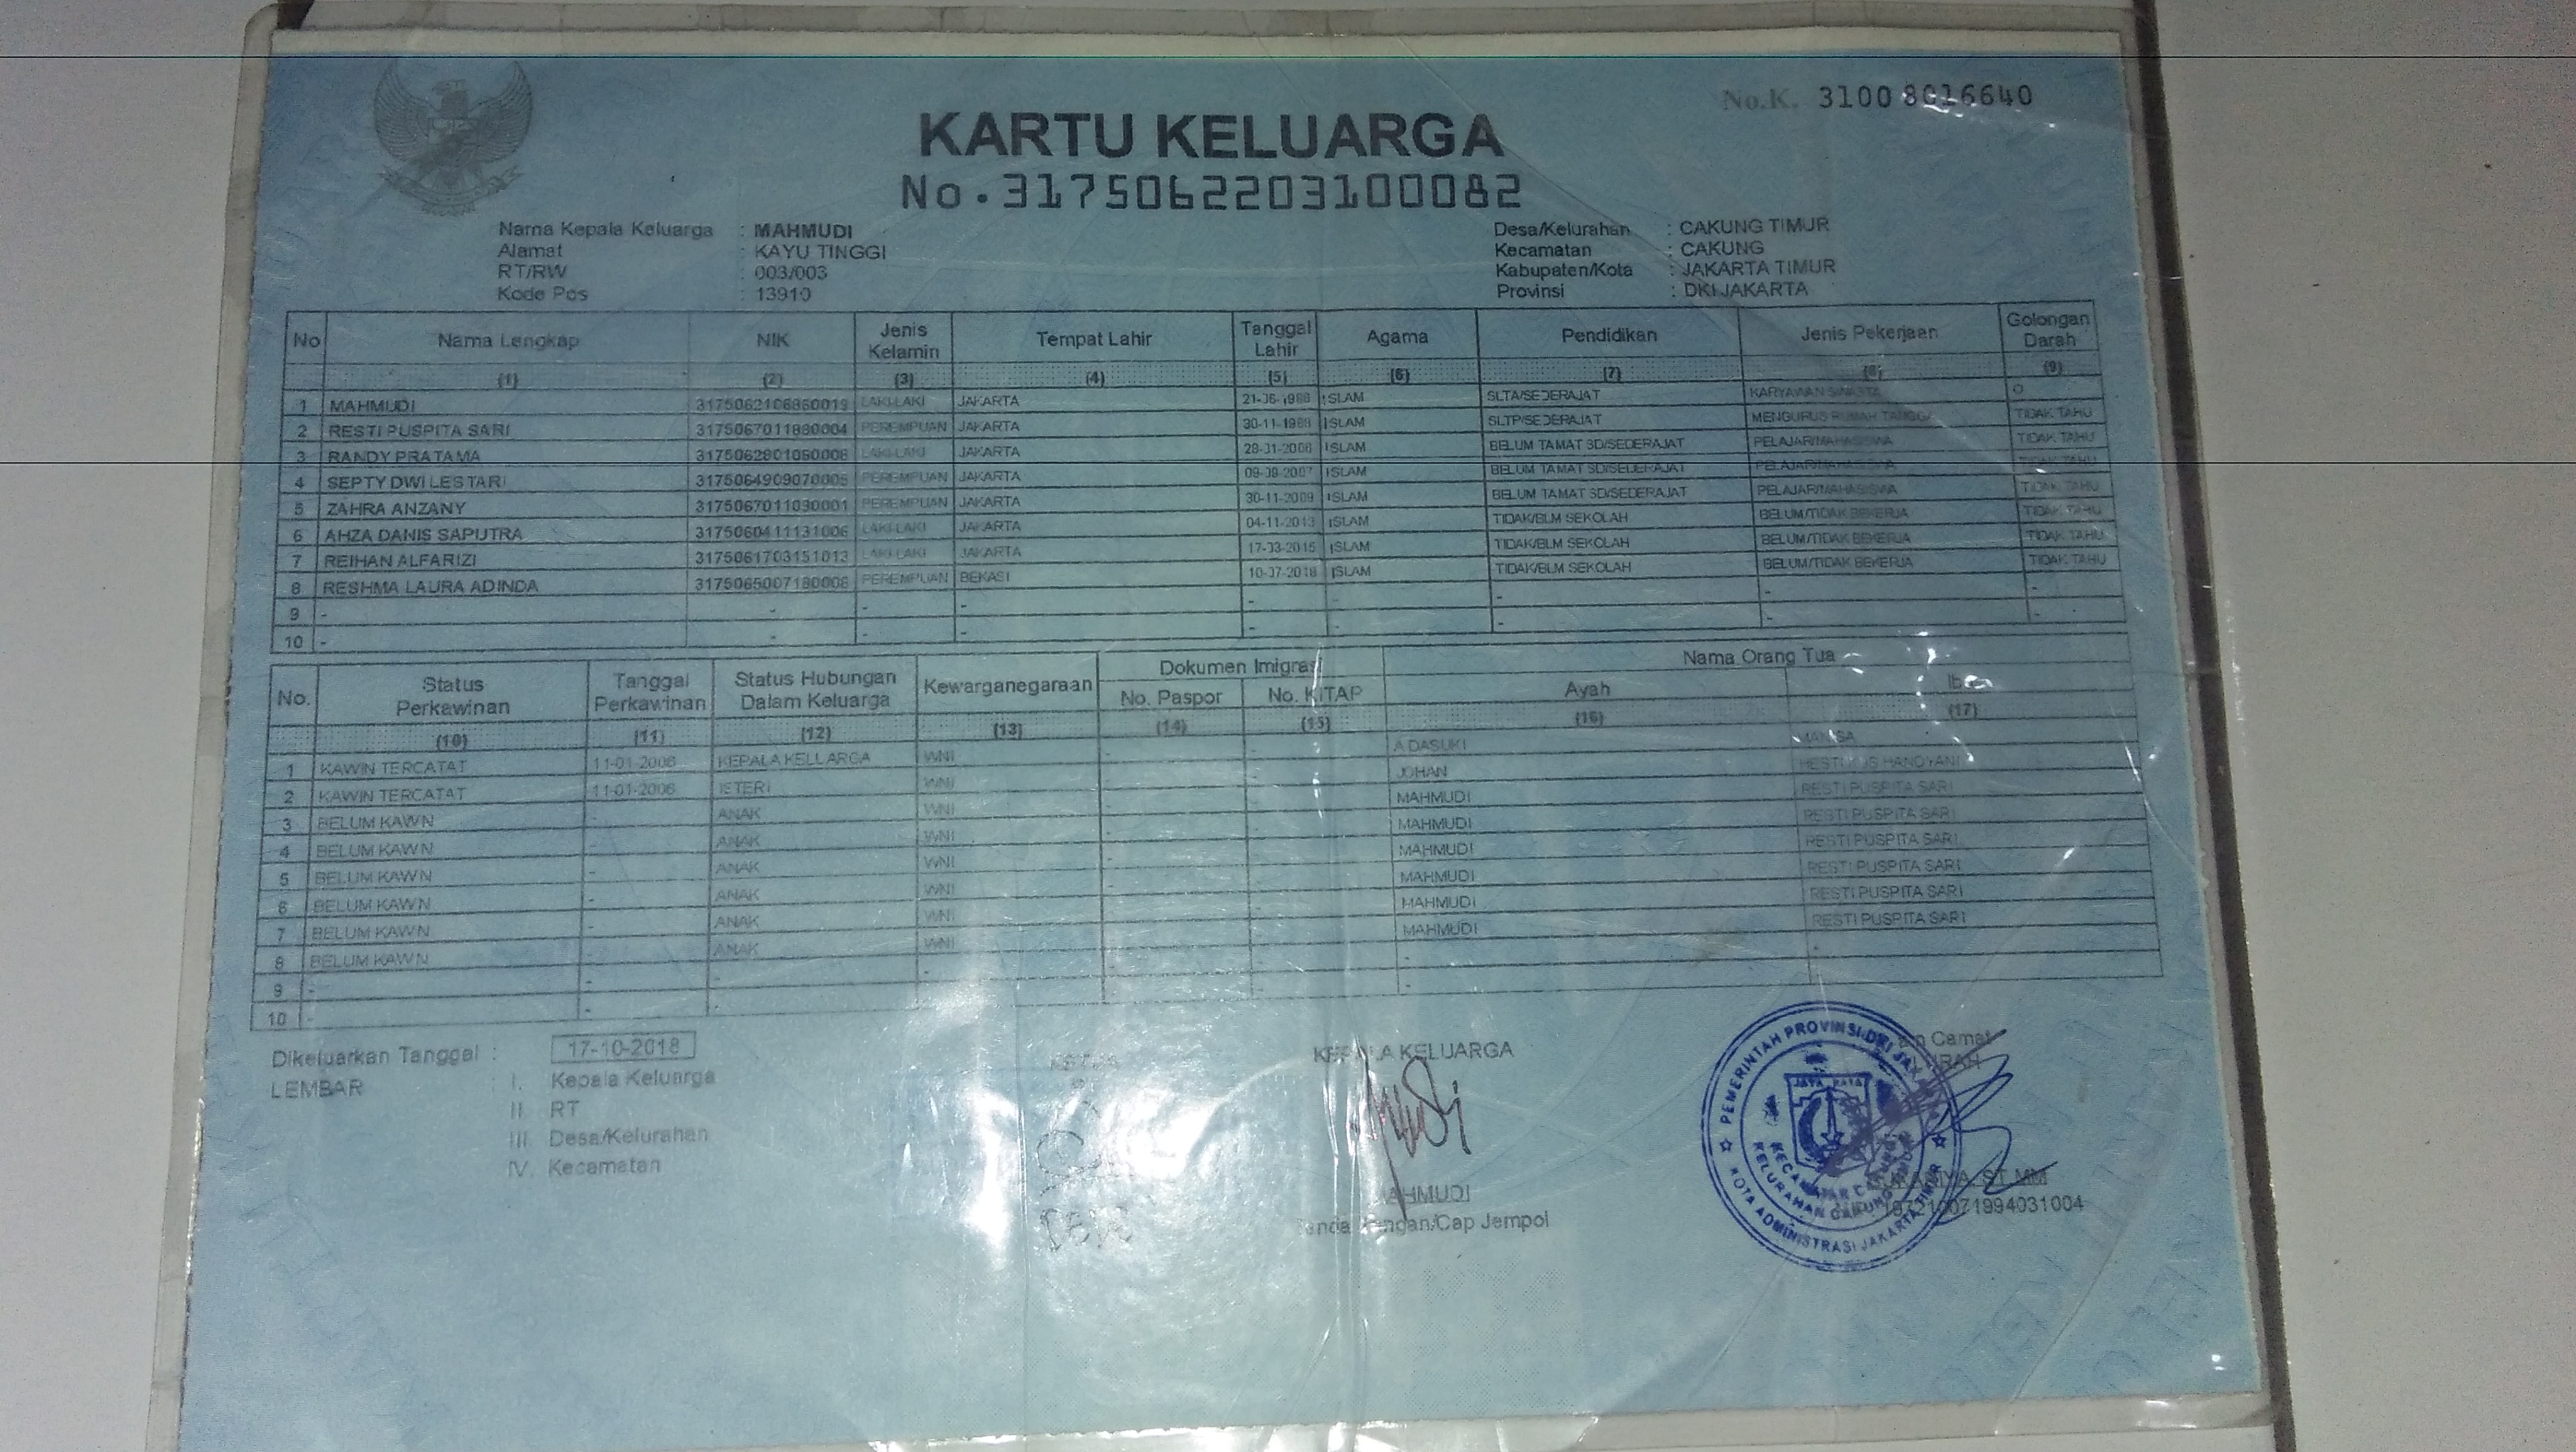 No.K. 3100 8016640
KARTU KELUARGA
No.3175062203100082
Nama Kepala Keluarga : MAHMUDI
Alamat : KAYU TINGGI
RT/RW : 003/003
Kode Pos : 13910
Desa/Kelurahan : CAKUNG TIMUR
Kecamatan : CAKUNG
Kabupaten/Kota : JAKARTA TIMUR
Provinsi : DKI JAKARTA
No Nama Lengkap NIK Jenis Kelamin Tempat Lahir Tanggal Lahir Agama Pendidikan Jenis Pekerjaan Golongan Darah
(1) (2) (3) (4) (5) (6) (7) (8) (9)
1 MAHMUDI LAKI-LAKI JAKARTA ISLAM SLTA/SEDERAJAT KARYAWAN SWASTA O
2 RESTI PUSPITA SARI 3175067011880004 PEREMPUAN JAKARTA 30-11-1988 ISLAM SLTP/SEDERAJAT MENGURUS RUMAH TANGGA TIDAK TAHU
3 RANDY PRATAMA 3175062801060008 LAKI-LAKI JAKARTA 28-01-2006 ISLAM BELUM TAMAT SD/SEDERAJAT PELAJAR/MAHASISWA TIDAK TAHU
4 SEPTY DWI LESTARI 3175064909070005 PEREMPUAN JAKARTA 09-09-2007 ISLAM BELUM TAMAT SD/SEDERAJAT PELAJAR/MAHASISWA TIDAK TAHU
5 ZAHRA ANZANY PEREMPUAN JAKARTA 30-11-2009 ISLAM BELUM TAMAT SD/SEDERAJAT PELAJAR/MAHASISWA TIDAK TAHU
6 AHZA DANIS SAPUTRA 3175060411131006 LAKI-LAKI JAKARTA 04-11-2013 ISLAM TIDAK/BLM SEKOLAH BELUM/TIDAK BEKERJA TIDAK TAHU
7 REIHAN ALFARIZI 3175061703151013 LAKI-LAKI JAKARTA 17-03-2015 ISLAM TIDAK/BLM SEKOLAH BELUM/TIDAK BEKERJA TIDAK TAHU
8 RESHMA LAURA ADINDA 3175065007180008 PEREMPUAN BEKASI 10-07-2018 ISLAM TIDAK/BLM SEKOLAH BELUM/TIDAK BEKERJA TIDAK TAHU
9 - - - - - - - - -
10 - - - - - - - - -
No. Status Perkawinan Tanggal Perkawinan Status Hubungan Dalam Keluarga Kewarganegaraan Dokumen Imigrasi Nama Orang Tua
No. Paspor No. KITAP Ayah Ibu
(10) (11) (12) (13) (14) (15) (16) (17)
1 KAWIN TERCATAT 11-01-2006 KEPALA KELUARGA WNI - - A DASUKI
2 KAWIN TERCATAT 11-01-2006 ISTERI WNI - - JOHAN RESTI
3 BELUM KAWIN - ANAK WNI - - MAHMUDI RESTI PUSPITA SARI
4 BELUM KAWIN - ANAK WNI - - MAHMUDI RESTI PUSPITA SARI
5 BELUM KAWIN - ANAK WNI - - MAHMUDI RESTI PUSPITA SARI
6 BELUM KAWIN - ANAK WNI - - MAHMUDI RESTI PUSPITA SARI
7 BELUM KAWIN - ANAK WNI - - MAHMUDI RESTI PUSPITA SARI
8 BELUM KAWIN - ANAK WNI - - MAHMUDI RESTI PUSPITA SARI
9 - - - - - - - -
10 - - - - - - - -
Dikeluarkan Tanggal : 17-10-2018
LEMBAR : I. Kepala Keluarga
II RT
III Desa/Kelurahan
IV. Kecamatan
KEPALA KELUARGA
MAHMUDI
Tanda Tangan/Cap Jempol
a.n Camat
LURAH
ST.MM
197210071994031004
PEMERINTAH PROVINSI DKI JAKARTA
JAYA RAYA
KECAMATAN CAKUNG
KELURAHAN CAKUNG TIMUR
KOTA ADMINISTRASI JAKARTA TIMUR